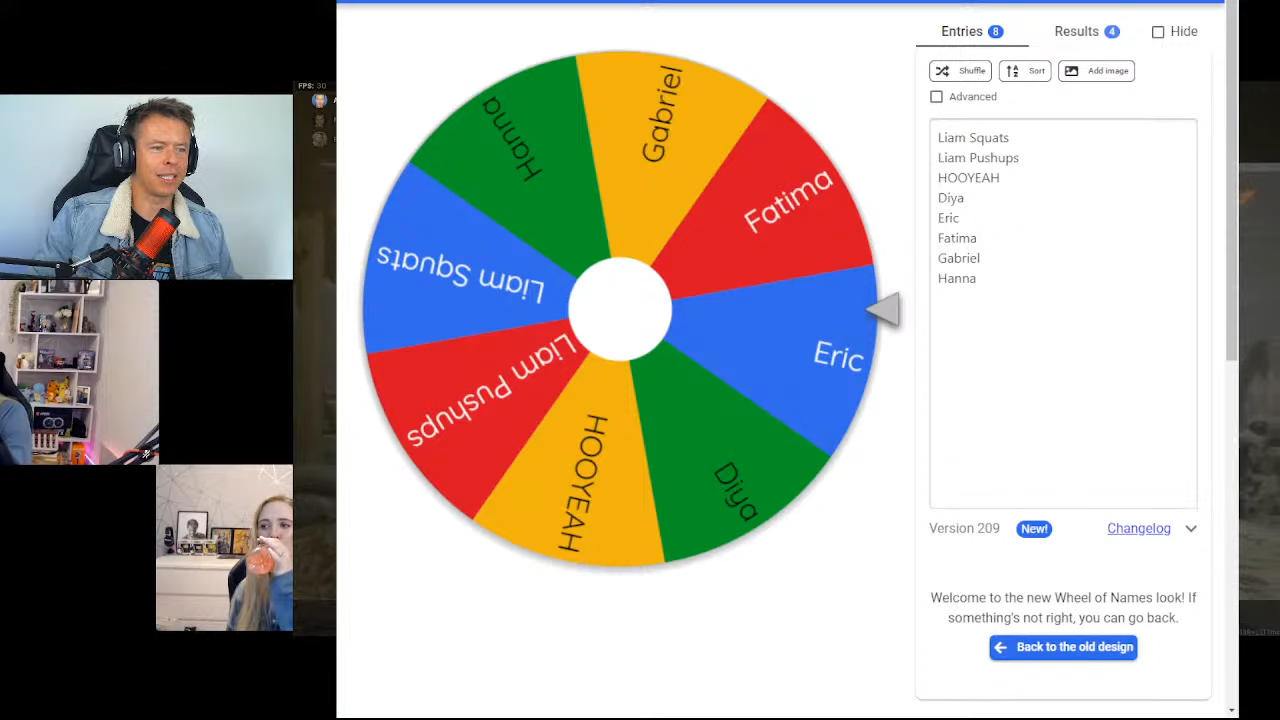 FPS: 30
Hanna
Gabriel
Fatima
Liam Squats
Eric
Liam Pushups
HOOYEAH
Diya
Entries 8
Results 4
Hide
Shuffle
Sort
Add image
Advanced
Liam Squats
Liam Pushups
HOOYEAH
Diya
Eric
Fatima
Gabriel
Hanna
Version 209
New!
Changelog
Welcome to the new Wheel of Names look! If
something's not right, you can go back.
Back to the old design